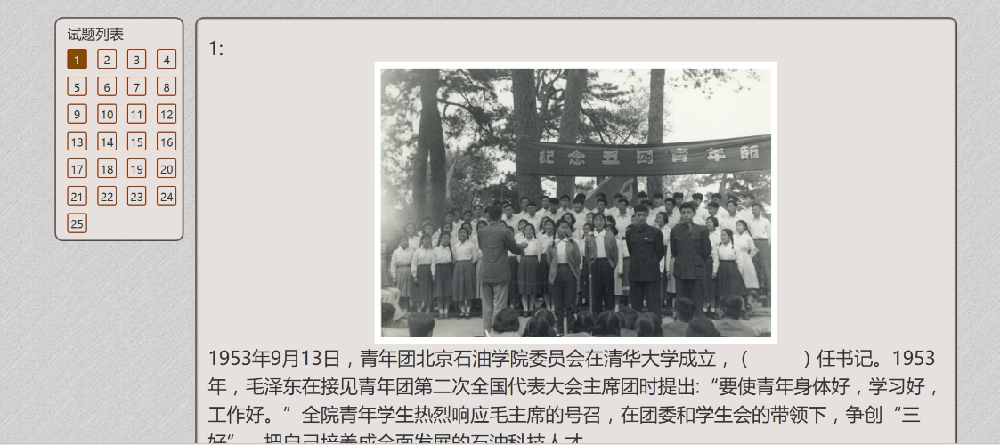 试题列表
1 2 3 4
5 6 7 8
9 10 11 12
13 14 15 16
17 18 19 20
21 22 23 24
25
1:
紀念五四青年節
1953年9月13日，青年团北京石油学院委员会在清华大学成立，（　　）任书记。1953
年，毛泽东在接见青年团第二次全国代表大会主席团时提出:“要使青年身体好，学习好，
工作好。”全院青年学生热烈响应毛主席的号召，在团委和学生会的带领下，争创“三
好”，把自己培养成全面发展的石油科技人才